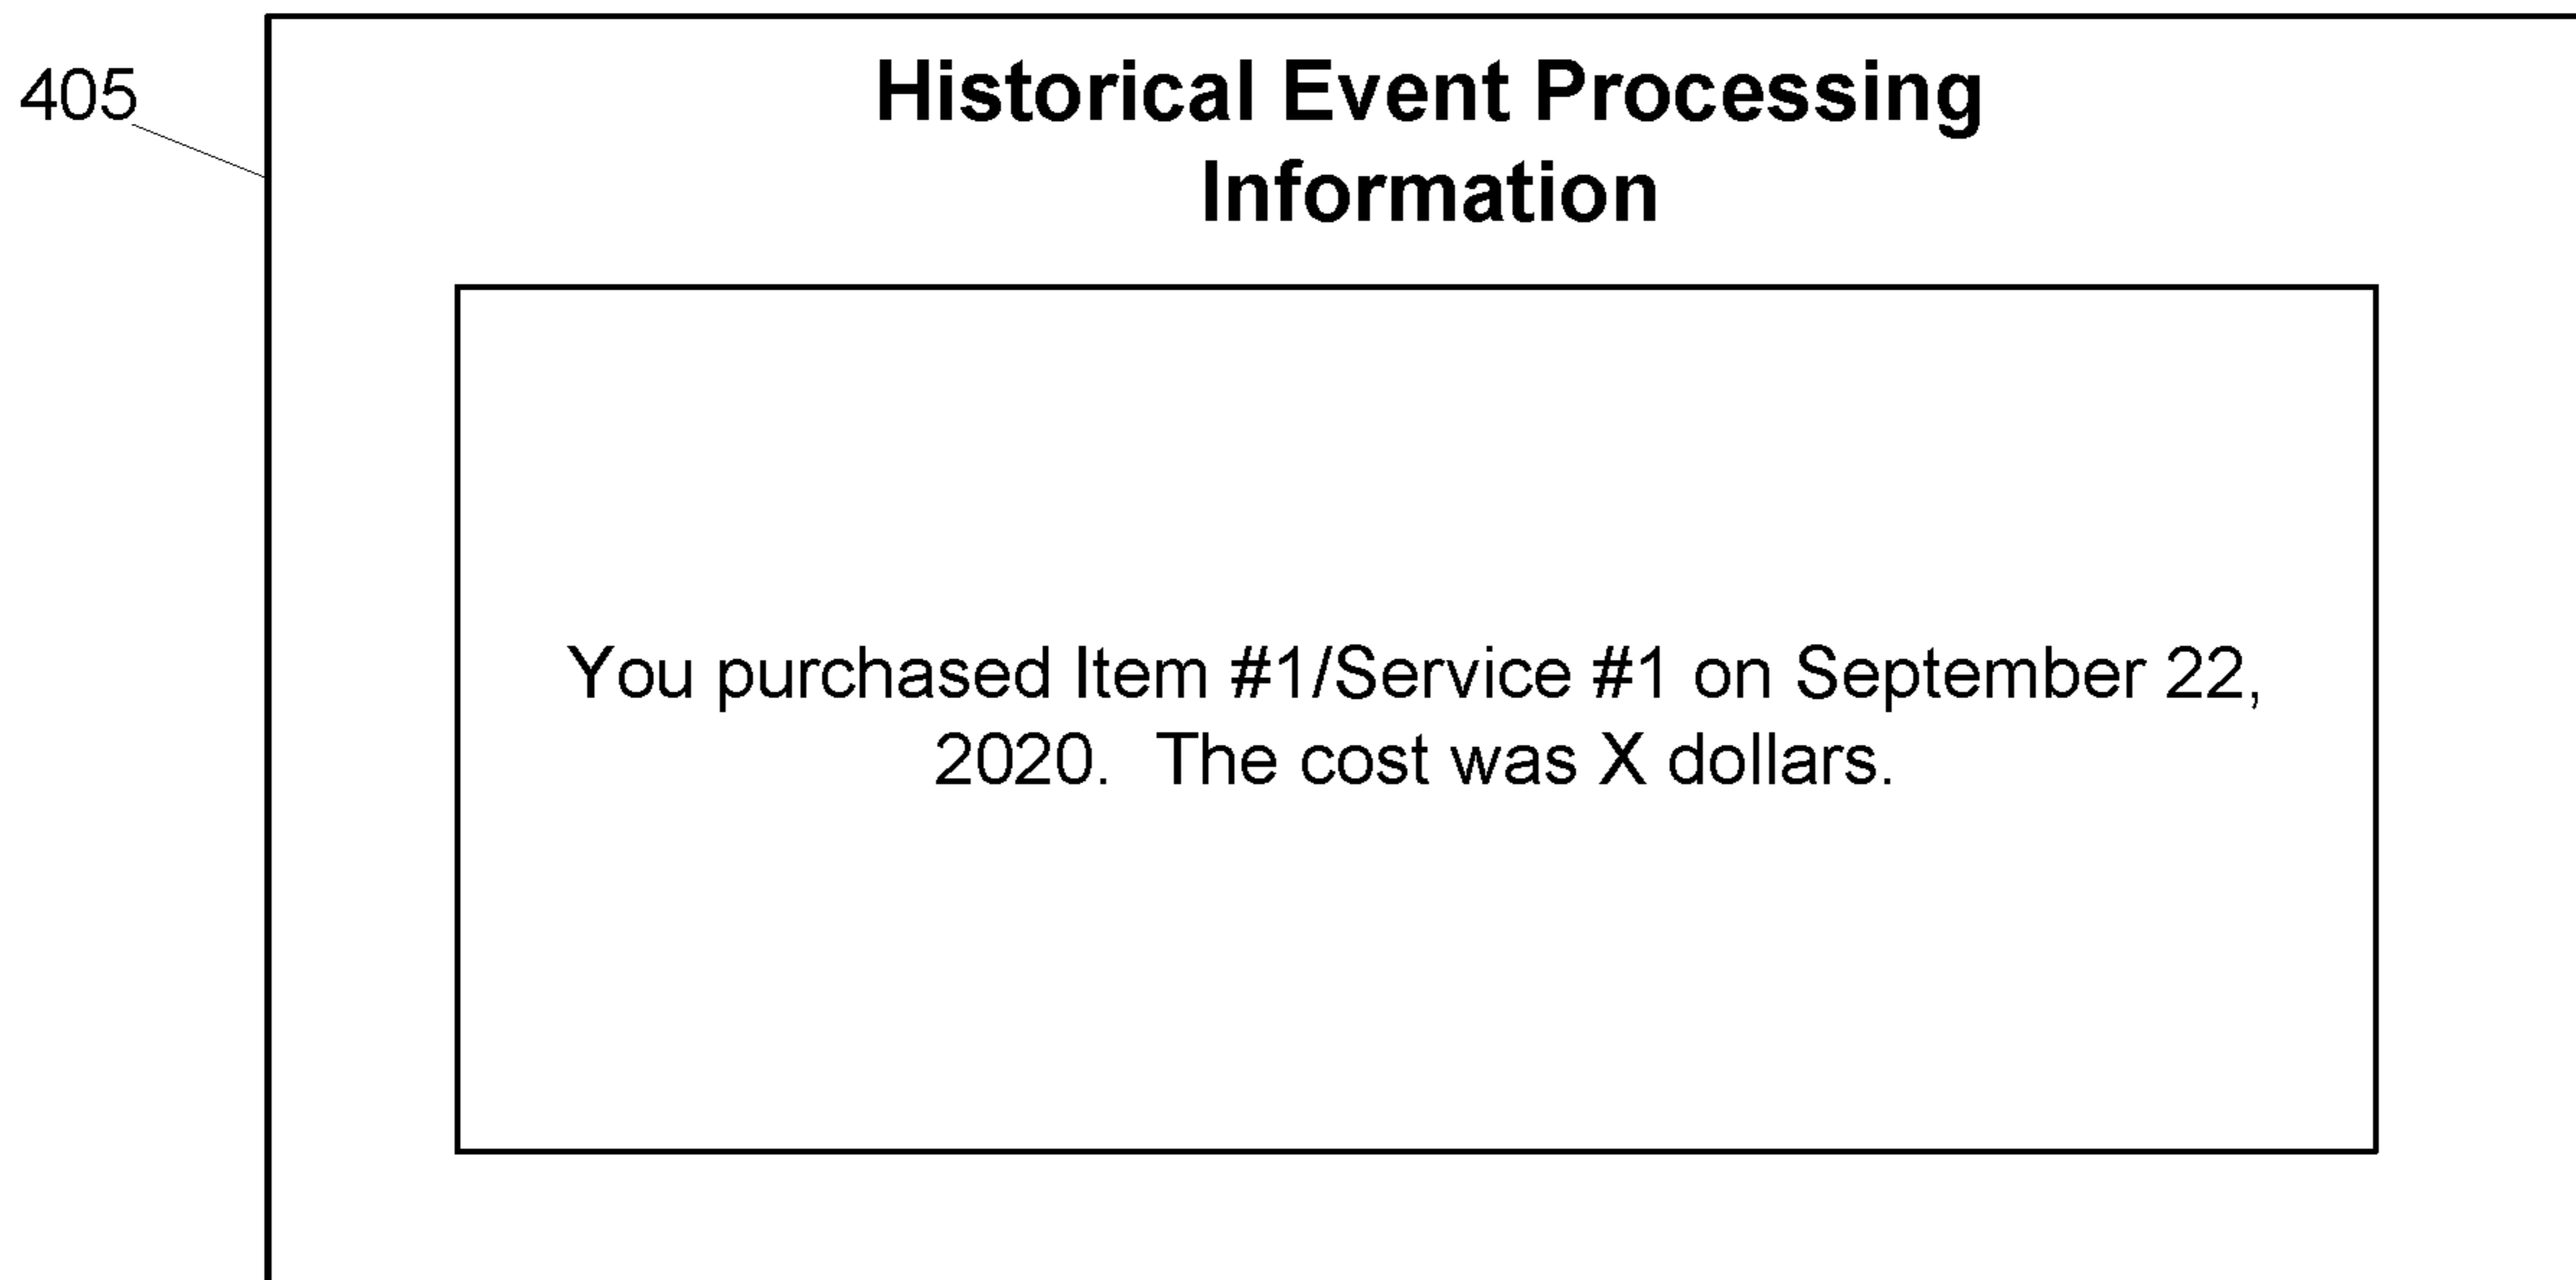 405
Historical Event Processing
Information
You purchased Item #1/Service #1 on September 22,
2020.  The cost was X dollars.